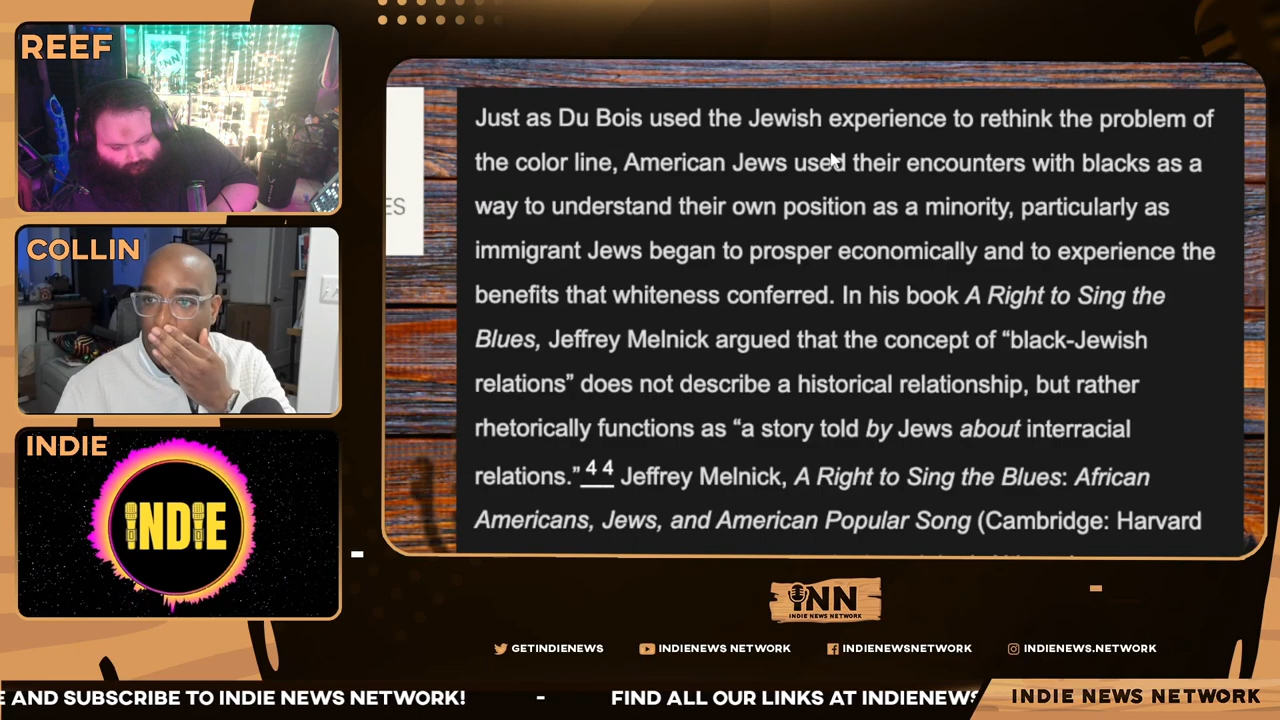 REEF
COLLIN
INDIE
INDIE
ES
Just as Du Bois used the Jewish experience to rethink the problem of
the color line, American Jews used their encounters with blacks as a
way to understand their own position as a minority, particularly as
immigrant Jews began to prosper economically and to experience the
benefits that whiteness conferred. In his book A Right to Sing the
Blues, Jeffrey Melnick argued that the concept of “black-Jewish
relations” does not describe a historical relationship, but rather
rhetorically functions as “a story told by Jews about interracial
relations.”44 Jeffrey Melnick, A Right to Sing the Blues: African
Americans, Jews, and American Popular Song (Cambridge: Harvard
INN
INDIE NEWS NETWORK
GETINDIENEWS
INDIENEWS NETWORK
INDIENEWSNETWORK
INDIENEWS.NETWORK
E AND SUBSCRIBE TO INDIE NEWS NETWORK! - FIND ALL OUR LINKS AT INDIENEWS
INDIE NEWS NETWORK